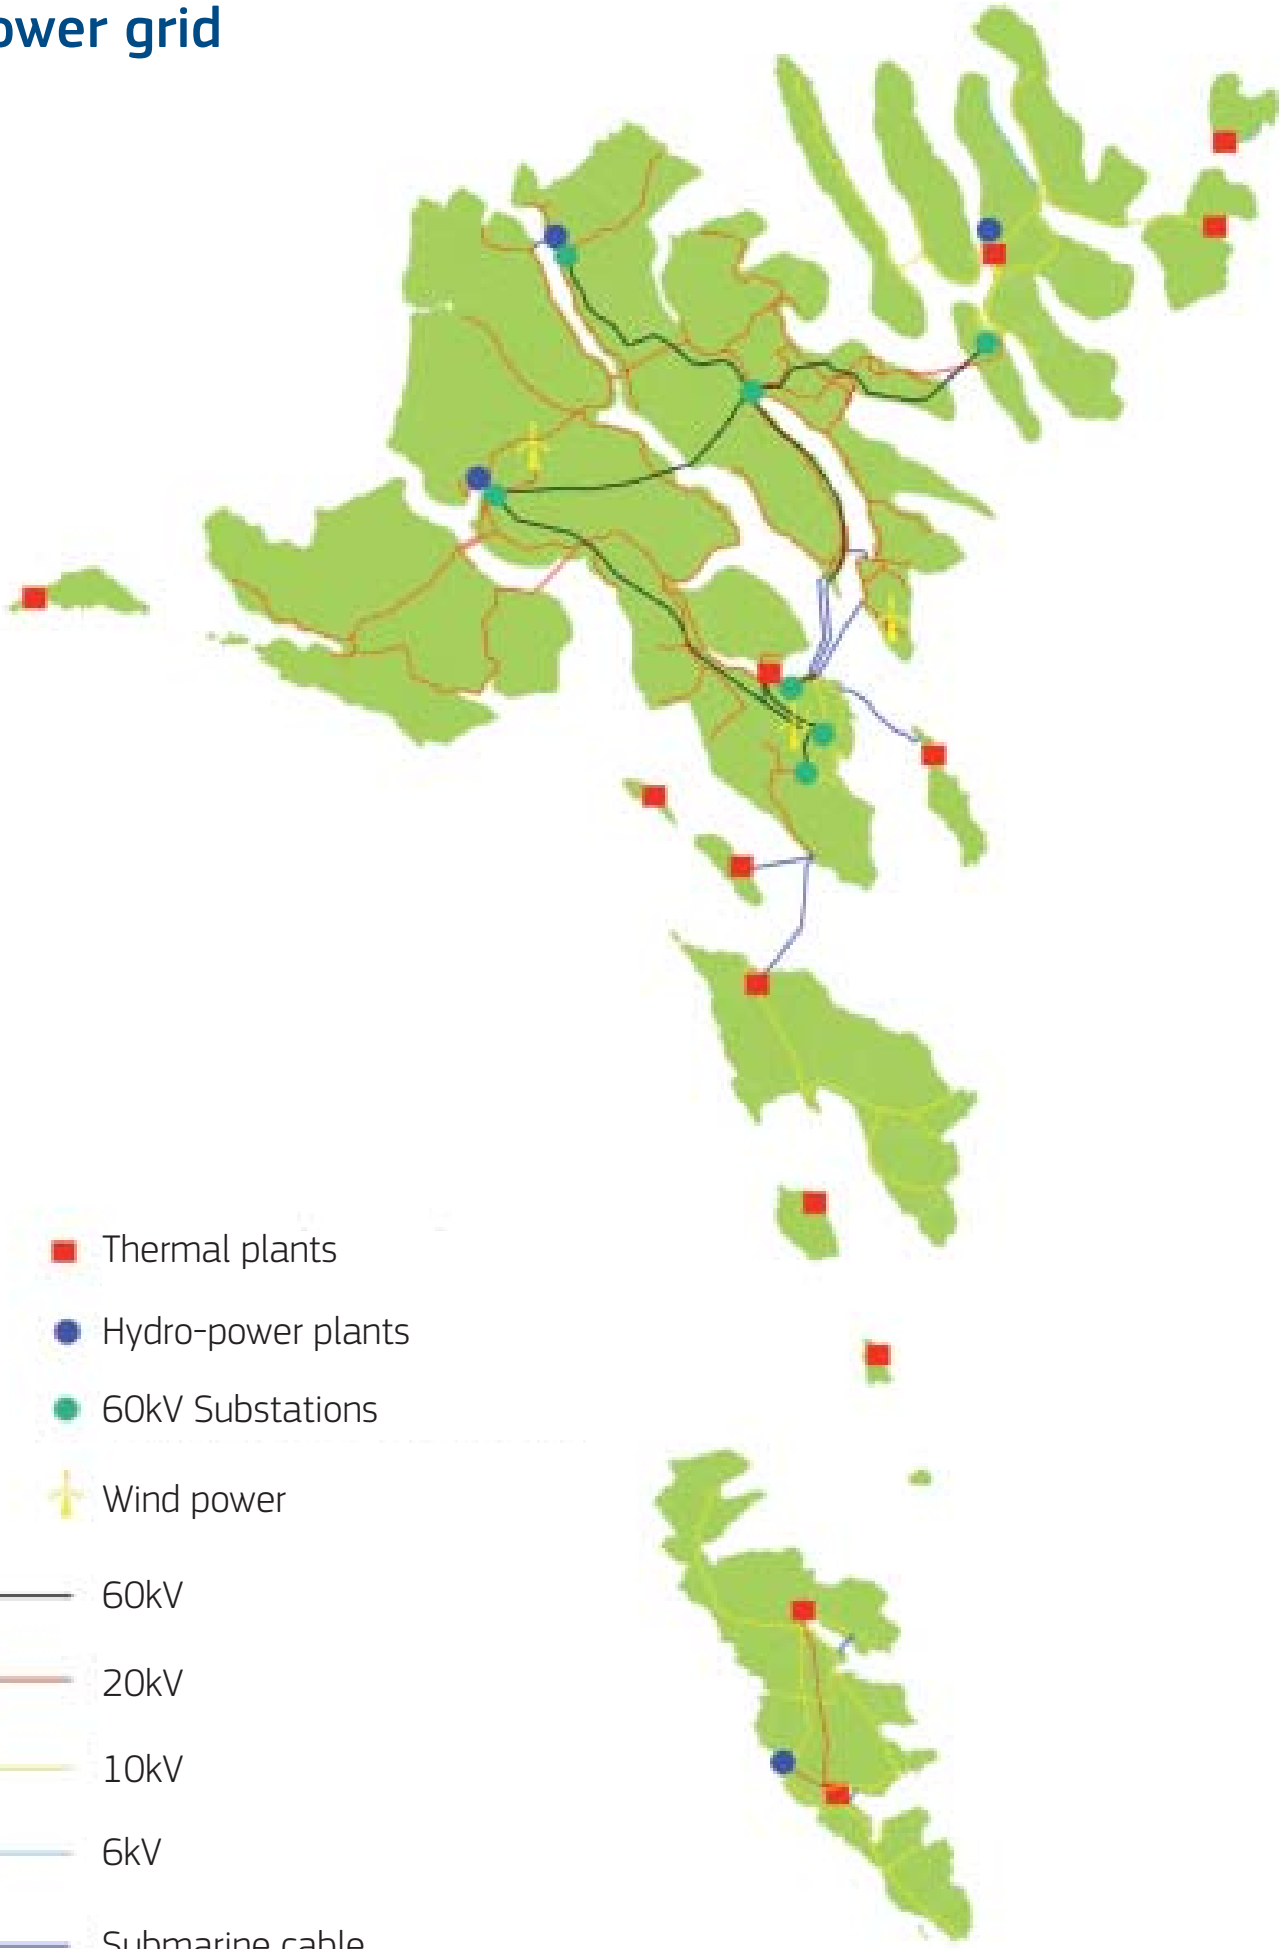 ower grid
Thermal plants
Hydro-power plants
60kV Substations
Wind power
60kV
20kV
10kV
6kV
Submarine cable